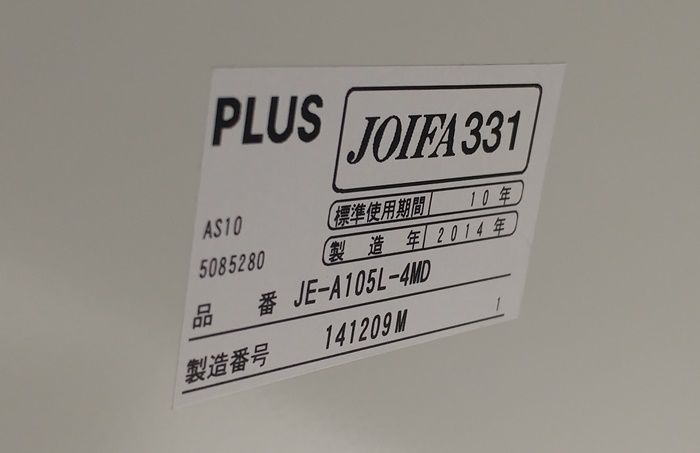 PLUS
JOIFA331
標準使用期間 10年
製造年 2014年
AS10
5085280
品番 JE-A105L-4MD
製造番号 141209M 1